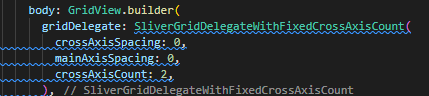 body: GridView.builder(
gridDelegate: SliverGridDelegateWithFixedCrossAxisCount(
crossAxisSpacing: 0,
mainAxisSpacing: 0,
crossAxisCount: 2,
), // SliverGridDelegateWithFixedCrossAxisCount